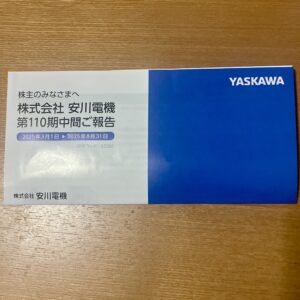 株主のみなさまへ
YASKAWA
株式会社 安川電機
第110期中間ご報告
2025年3月1日 ▶ 2025年8月31日
株式会社 安川電機